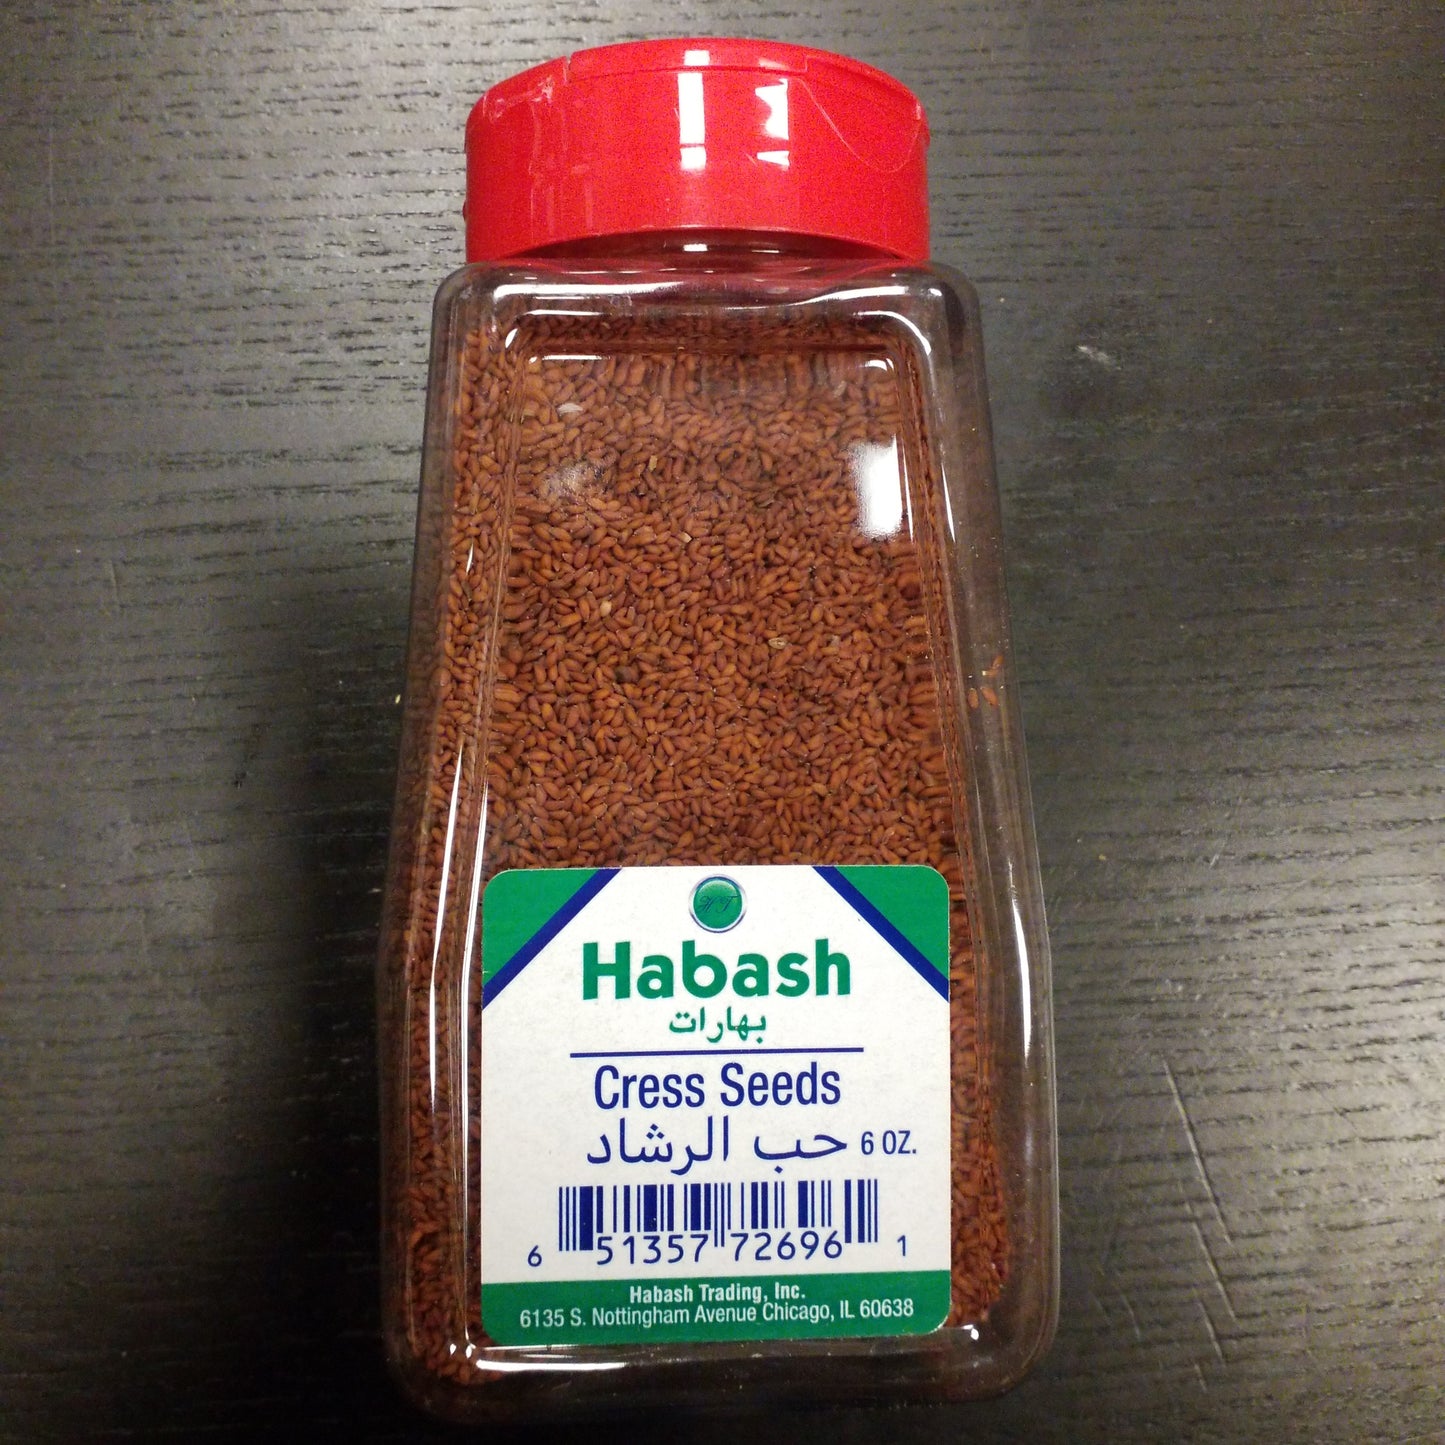 HT
Habash
بهارات
Cress Seeds
حب الرشاد 6 OZ.
6 51357 72696 1
Habash Trading, Inc.
6135 S. Nottingham Avenue Chicago, IL 60638